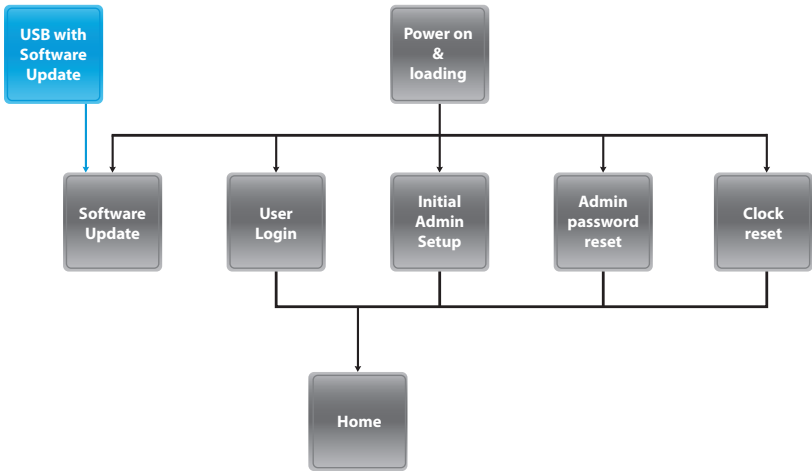 USB with
Software
Update
Power on
&
loading
Software
Update
User
Login
Initial
Admin
Setup
Admin
password
reset
Clock
reset
Home